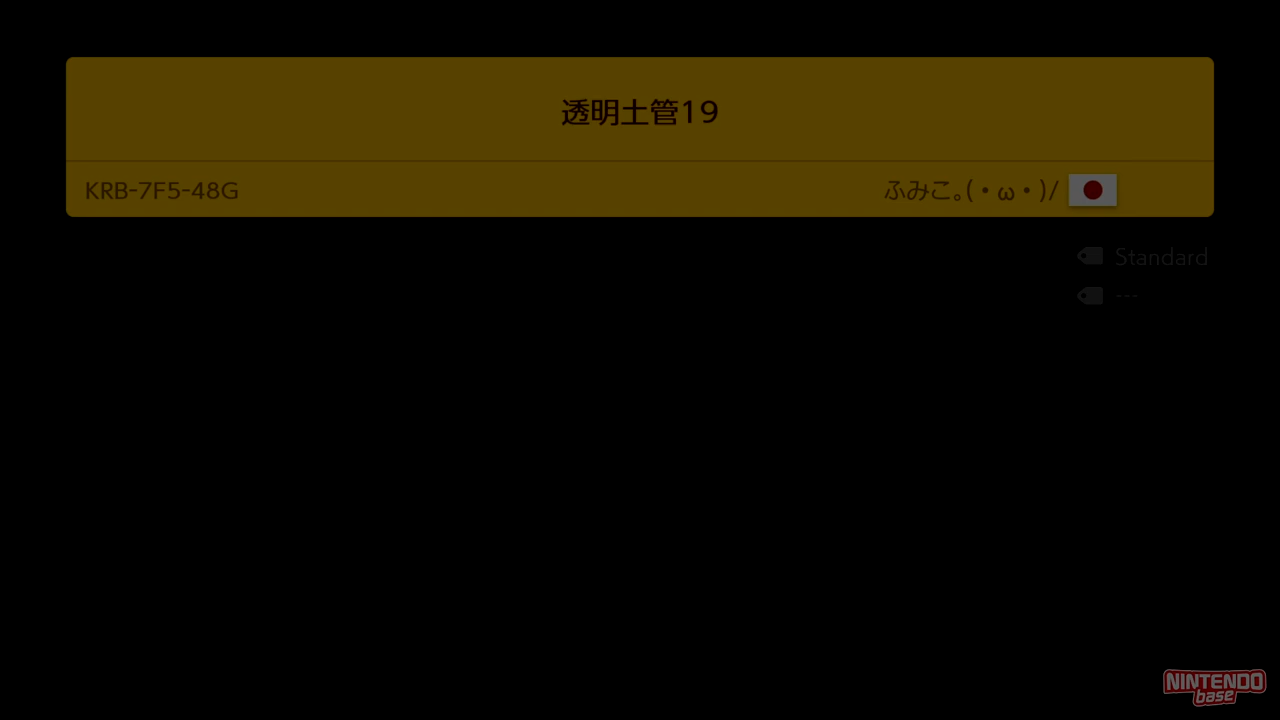 透明土管19
KRB-7F5-48G
ふみこ。(・ω・)/
Standard
---
NINTENDO
base